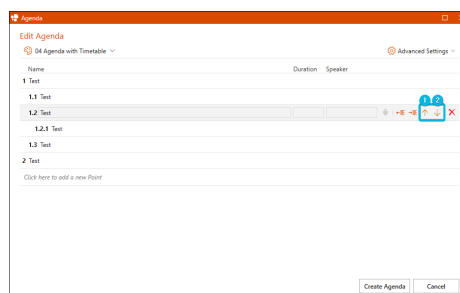 Agenda
Edit Agenda
04 Agenda with Timetable
Advanced Settings
Name Duration Speaker
1 Test
1 2
1.1 Test
1.2 Test
1.2.1 Test
1.3 Test
2 Test
Click here to add a new Point
Create Agenda Cancel